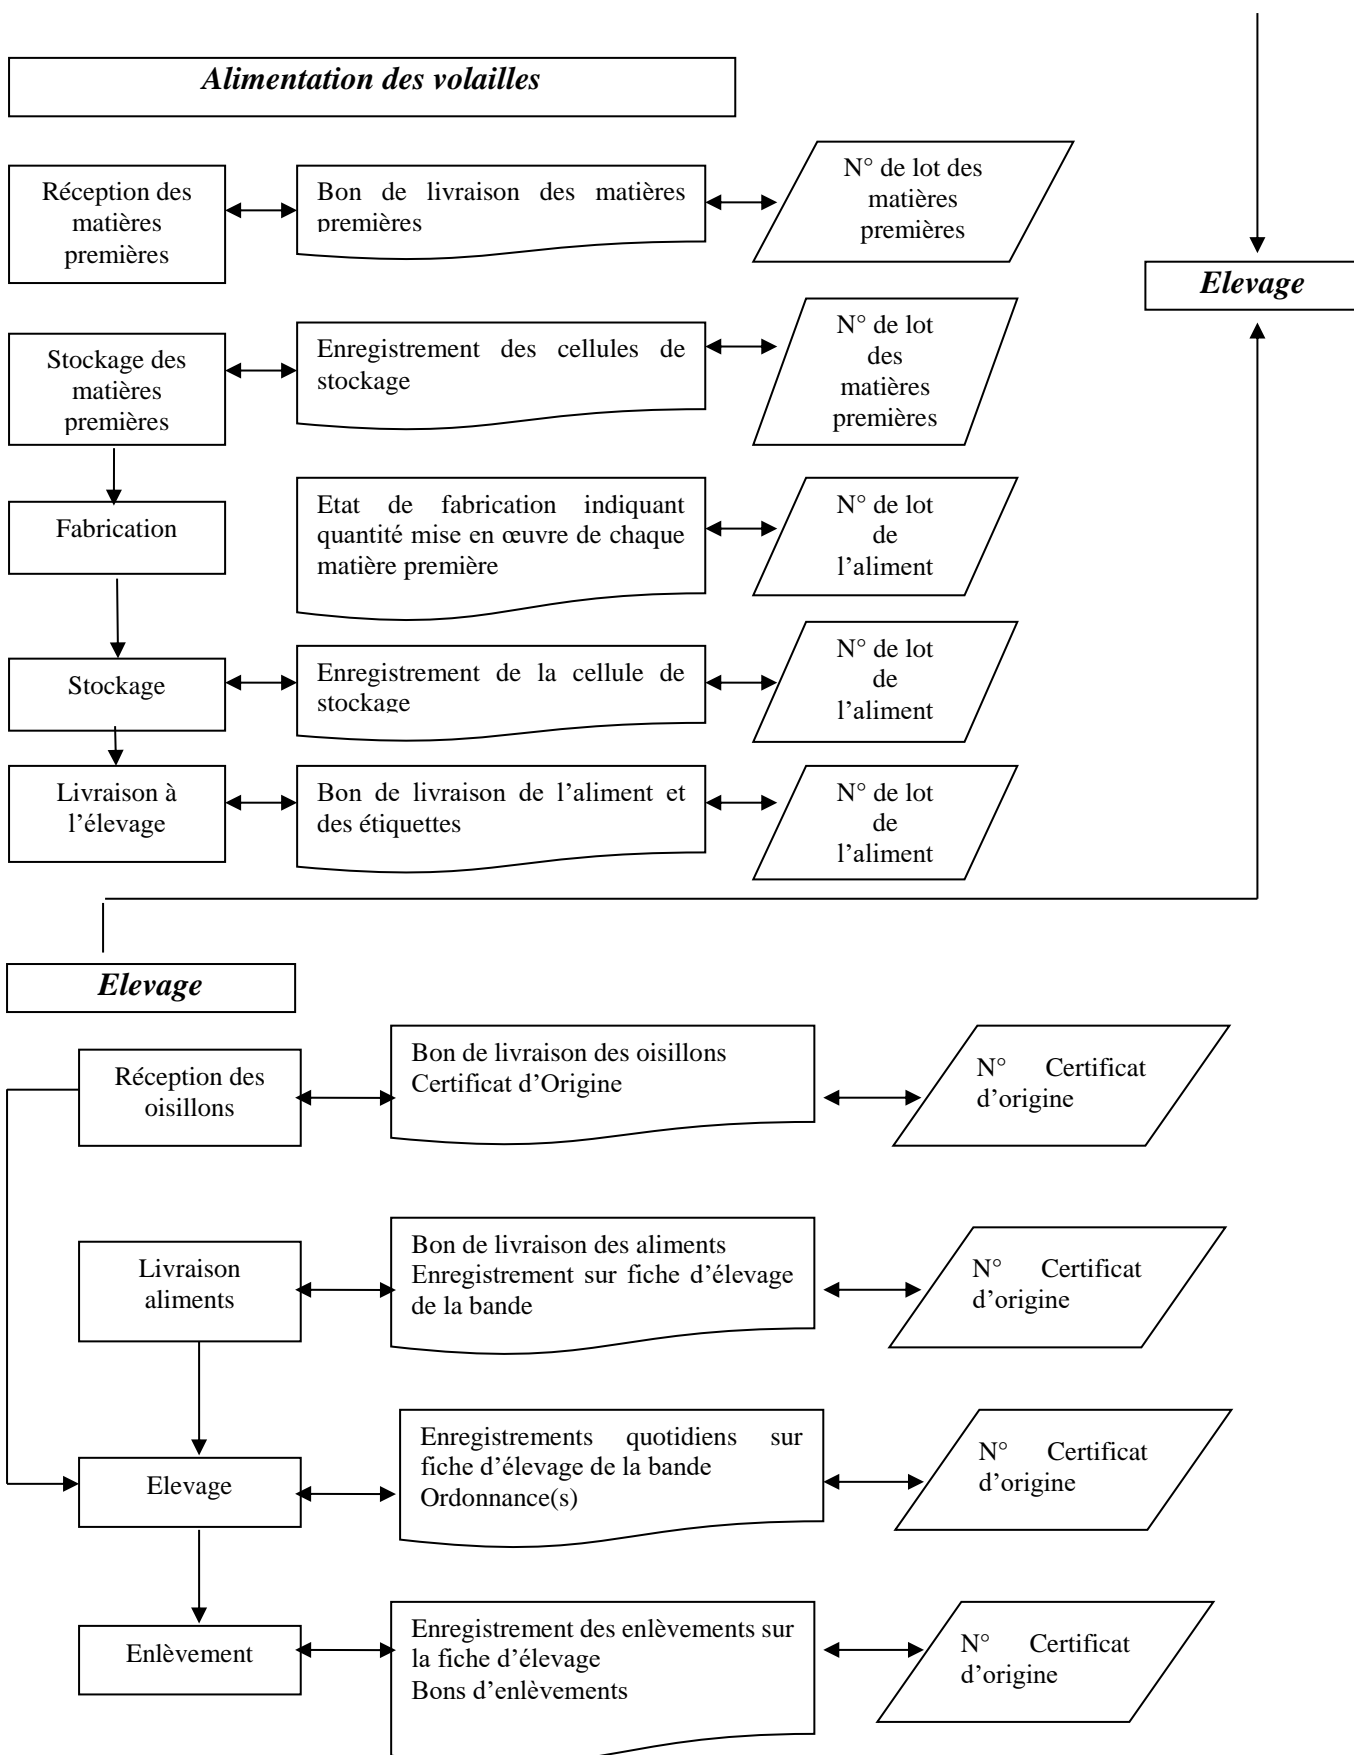 Alimentation des volailles
Réception des
matières
premières
Bon de livraison des matières
premières
N° de lot des
matières
premières
Elevage
Stockage des
matières
premières
Enregistrement des cellules de
stockage
N° de lot
des
matières
premières
Fabrication
Etat de fabrication indiquant
quantité mise en œuvre de chaque
matière première
N° de lot
de
l’aliment
Stockage
Enregistrement de la cellule de
stockage
N° de lot
de
l’aliment
Livraison à
l’élevage
Bon de livraison de l’aliment et
des étiquettes
N° de lot
de
l’aliment
Elevage
Réception des
oisillons
Bon de livraison des oisillons
Certificat d’Origine
N° Certificat
d’origine
Livraison
aliments
Bon de livraison des aliments
Enregistrement sur fiche d’élevage
de la bande
N° Certificat
d’origine
Elevage
Enregistrements quotidiens sur
fiche d’élevage de la bande
Ordonnance(s)
N° Certificat
d’origine
Enlèvement
Enregistrement des enlèvements sur
la fiche d’élevage
Bons d’enlèvements
N° Certificat
d’origine